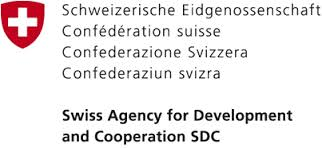 Schweizerische Eidgenossenschaft
Confédération suisse
Confederazione Svizzera
Confederaziun svizra
Swiss Agency for Development
and Cooperation SDC